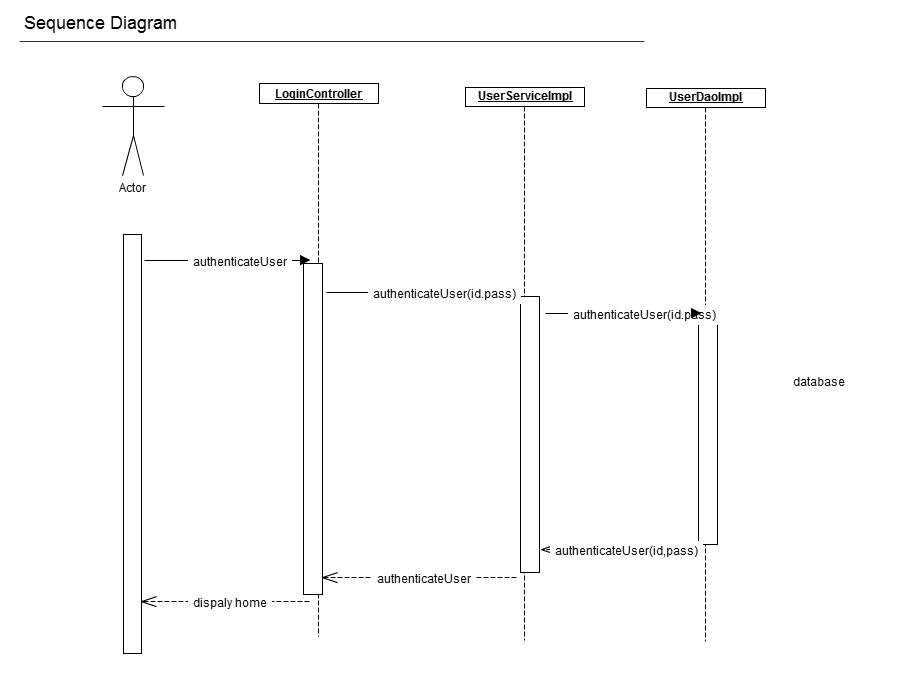 Sequence Diagram
LoginController
UserServiceImpl
UserDaoImpl
Actor
authenticateUser
authenticateUser(id.pass)
authenticateUser(id.pass)
database
authenticateUser(id,pass)
authenticateUser
dispaly home